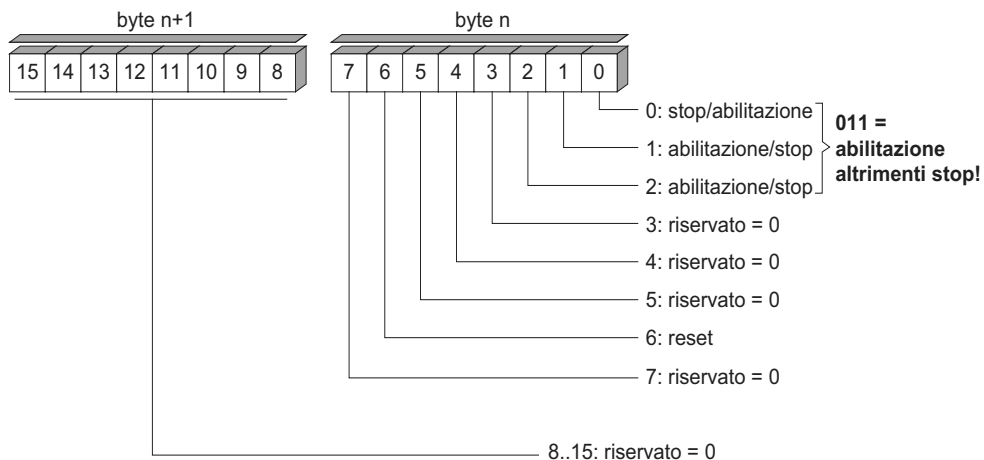 byte n+1 byte n
15 14 13 12 11 10 9 8 7 6 5 4 3 2 1 0
0: stop/abilitazione
1: abilitazione/stop
2: abilitazione/stop
011 =
abilitazione
altrimenti stop!
3: riservato = 0
4: riservato = 0
5: riservato = 0
6: reset
7: riservato = 0
8..15: riservato = 0